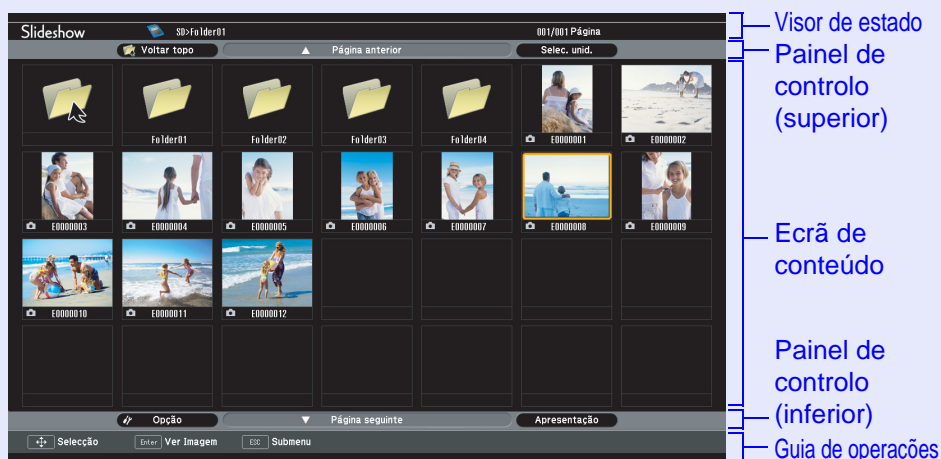 Slideshow SD>Folder01 001/001 Página
Voltar topo Página anterior Selec. unid.
Folder01 Folder02 Folder03 Folder04 E0000001 E0000002
E0000003 E0000004 E0000005 E0000006 E0000007 E0000008 E0000009
E0000010 E0000011 E0000012
Opção Página seguinte Apresentação
Selecção Enter Ver Imagem ESC Submenu
Visor de estado
Painel de
controlo
(superior)
Ecrã de
conteúdo
Painel de
controlo
(inferior)
Guia de operações